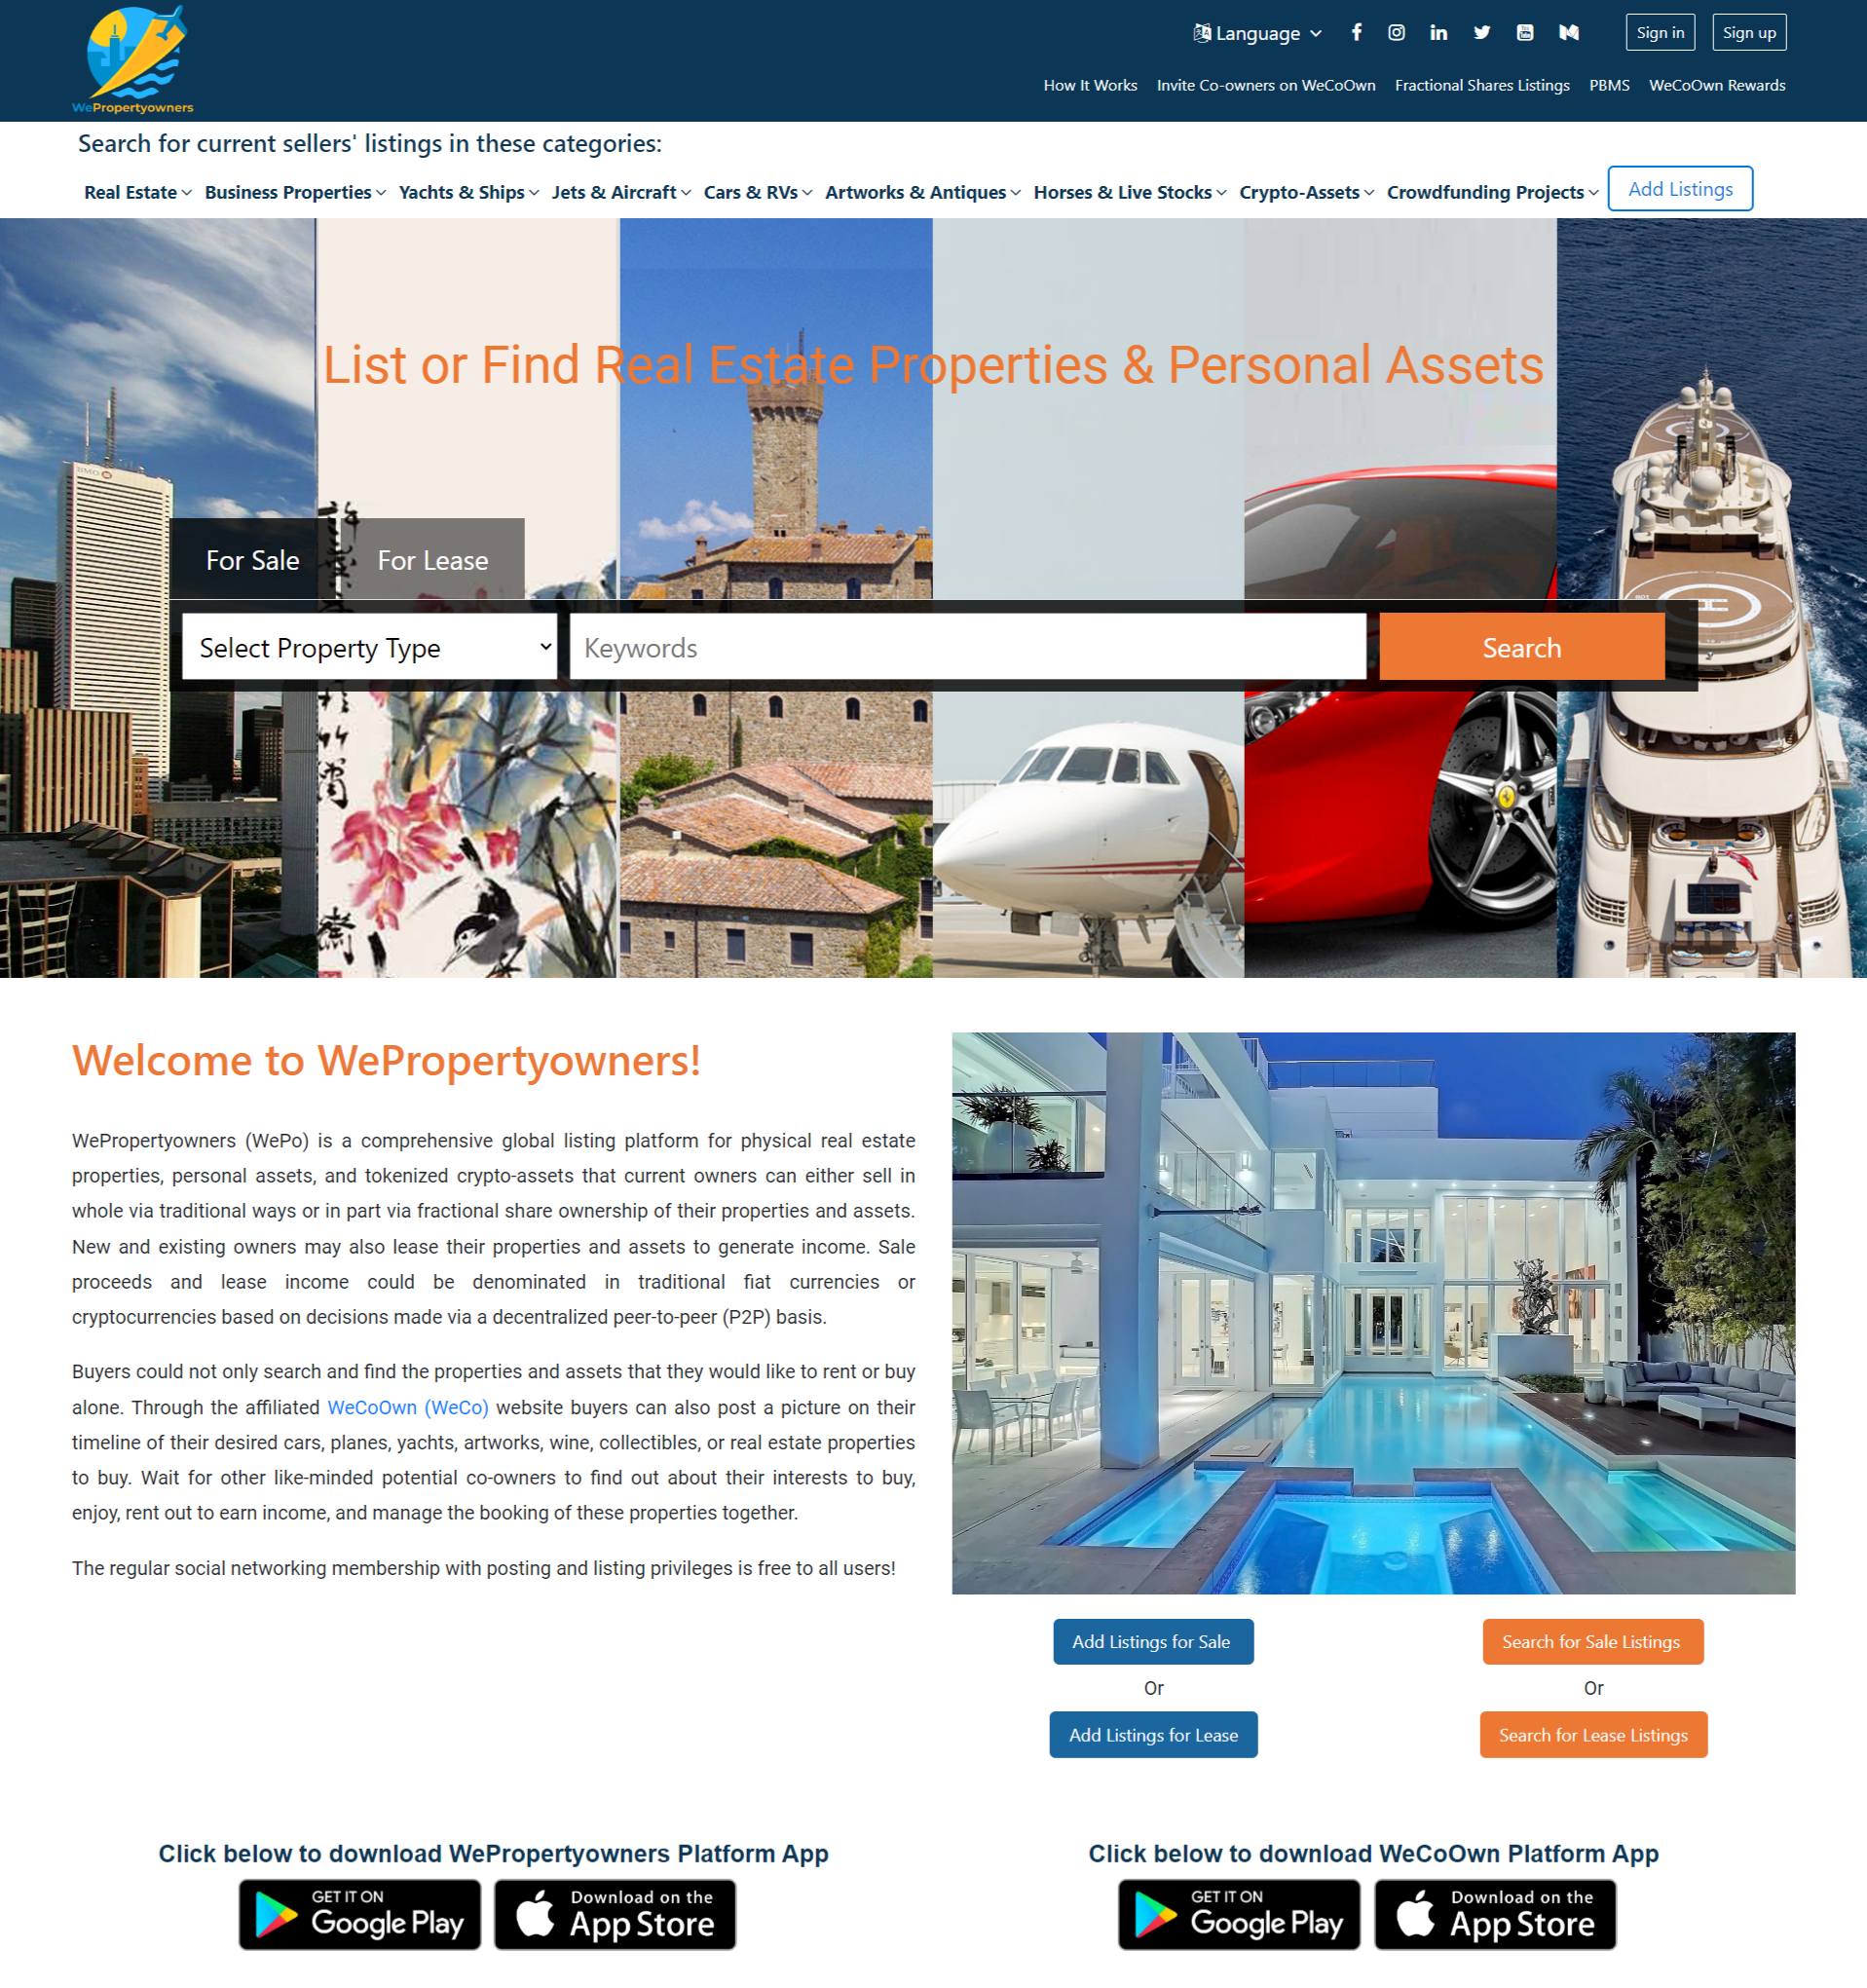 WePropertyowners
Language
Sign in
Sign up
How It Works
Invite Co-owners on WeCoOwn
Fractional Shares Listings
PBMS
WeCoOwn Rewards
Search for current sellers' listings in these categories:
Real Estate
Business Properties
Yachts & Ships
Jets & Aircraft
Cars & RVs
Artworks & Antiques
Horses & Live Stocks
Crypto-Assets
Crowdfunding Projects
Add Listings
List or Find Real Estate Properties & Personal Assets
BMO
For Sale
For Lease
Select Property Type
Keywords
Search
Welcome to WePropertyowners!
WePropertyowners (WePo) is a comprehensive global listing platform for physical real estate
properties, personal assets, and tokenized crypto-assets that current owners can either sell in
whole via traditional ways or in part via fractional share ownership of their properties and assets.
New and existing owners may also lease their properties and assets to generate income. Sale
proceeds and lease income could be denominated in traditional fiat currencies or
cryptocurrencies based on decisions made via a decentralized peer-to-peer (P2P) basis.
Buyers could not only search and find the properties and assets that they would like to rent or buy
alone. Through the affiliated WeCoOwn (WeCo) website buyers can also post a picture on their
timeline of their desired cars, planes, yachts, artworks, wine, collectibles, or real estate properties
to buy. Wait for other like-minded potential co-owners to find out about their interests to buy,
enjoy, rent out to earn income, and manage the booking of these properties together.
The regular social networking membership with posting and listing privileges is free to all users!
Add Listings for Sale
Or
Add Listings for Lease
Search for Sale Listings
Or
Search for Lease Listings
Click below to download WePropertyowners Platform App
GET IT ON
Google Play
Download on the
App Store
Click below to download WeCoOwn Platform App
GET IT ON
Google Play
Download on the
App Store